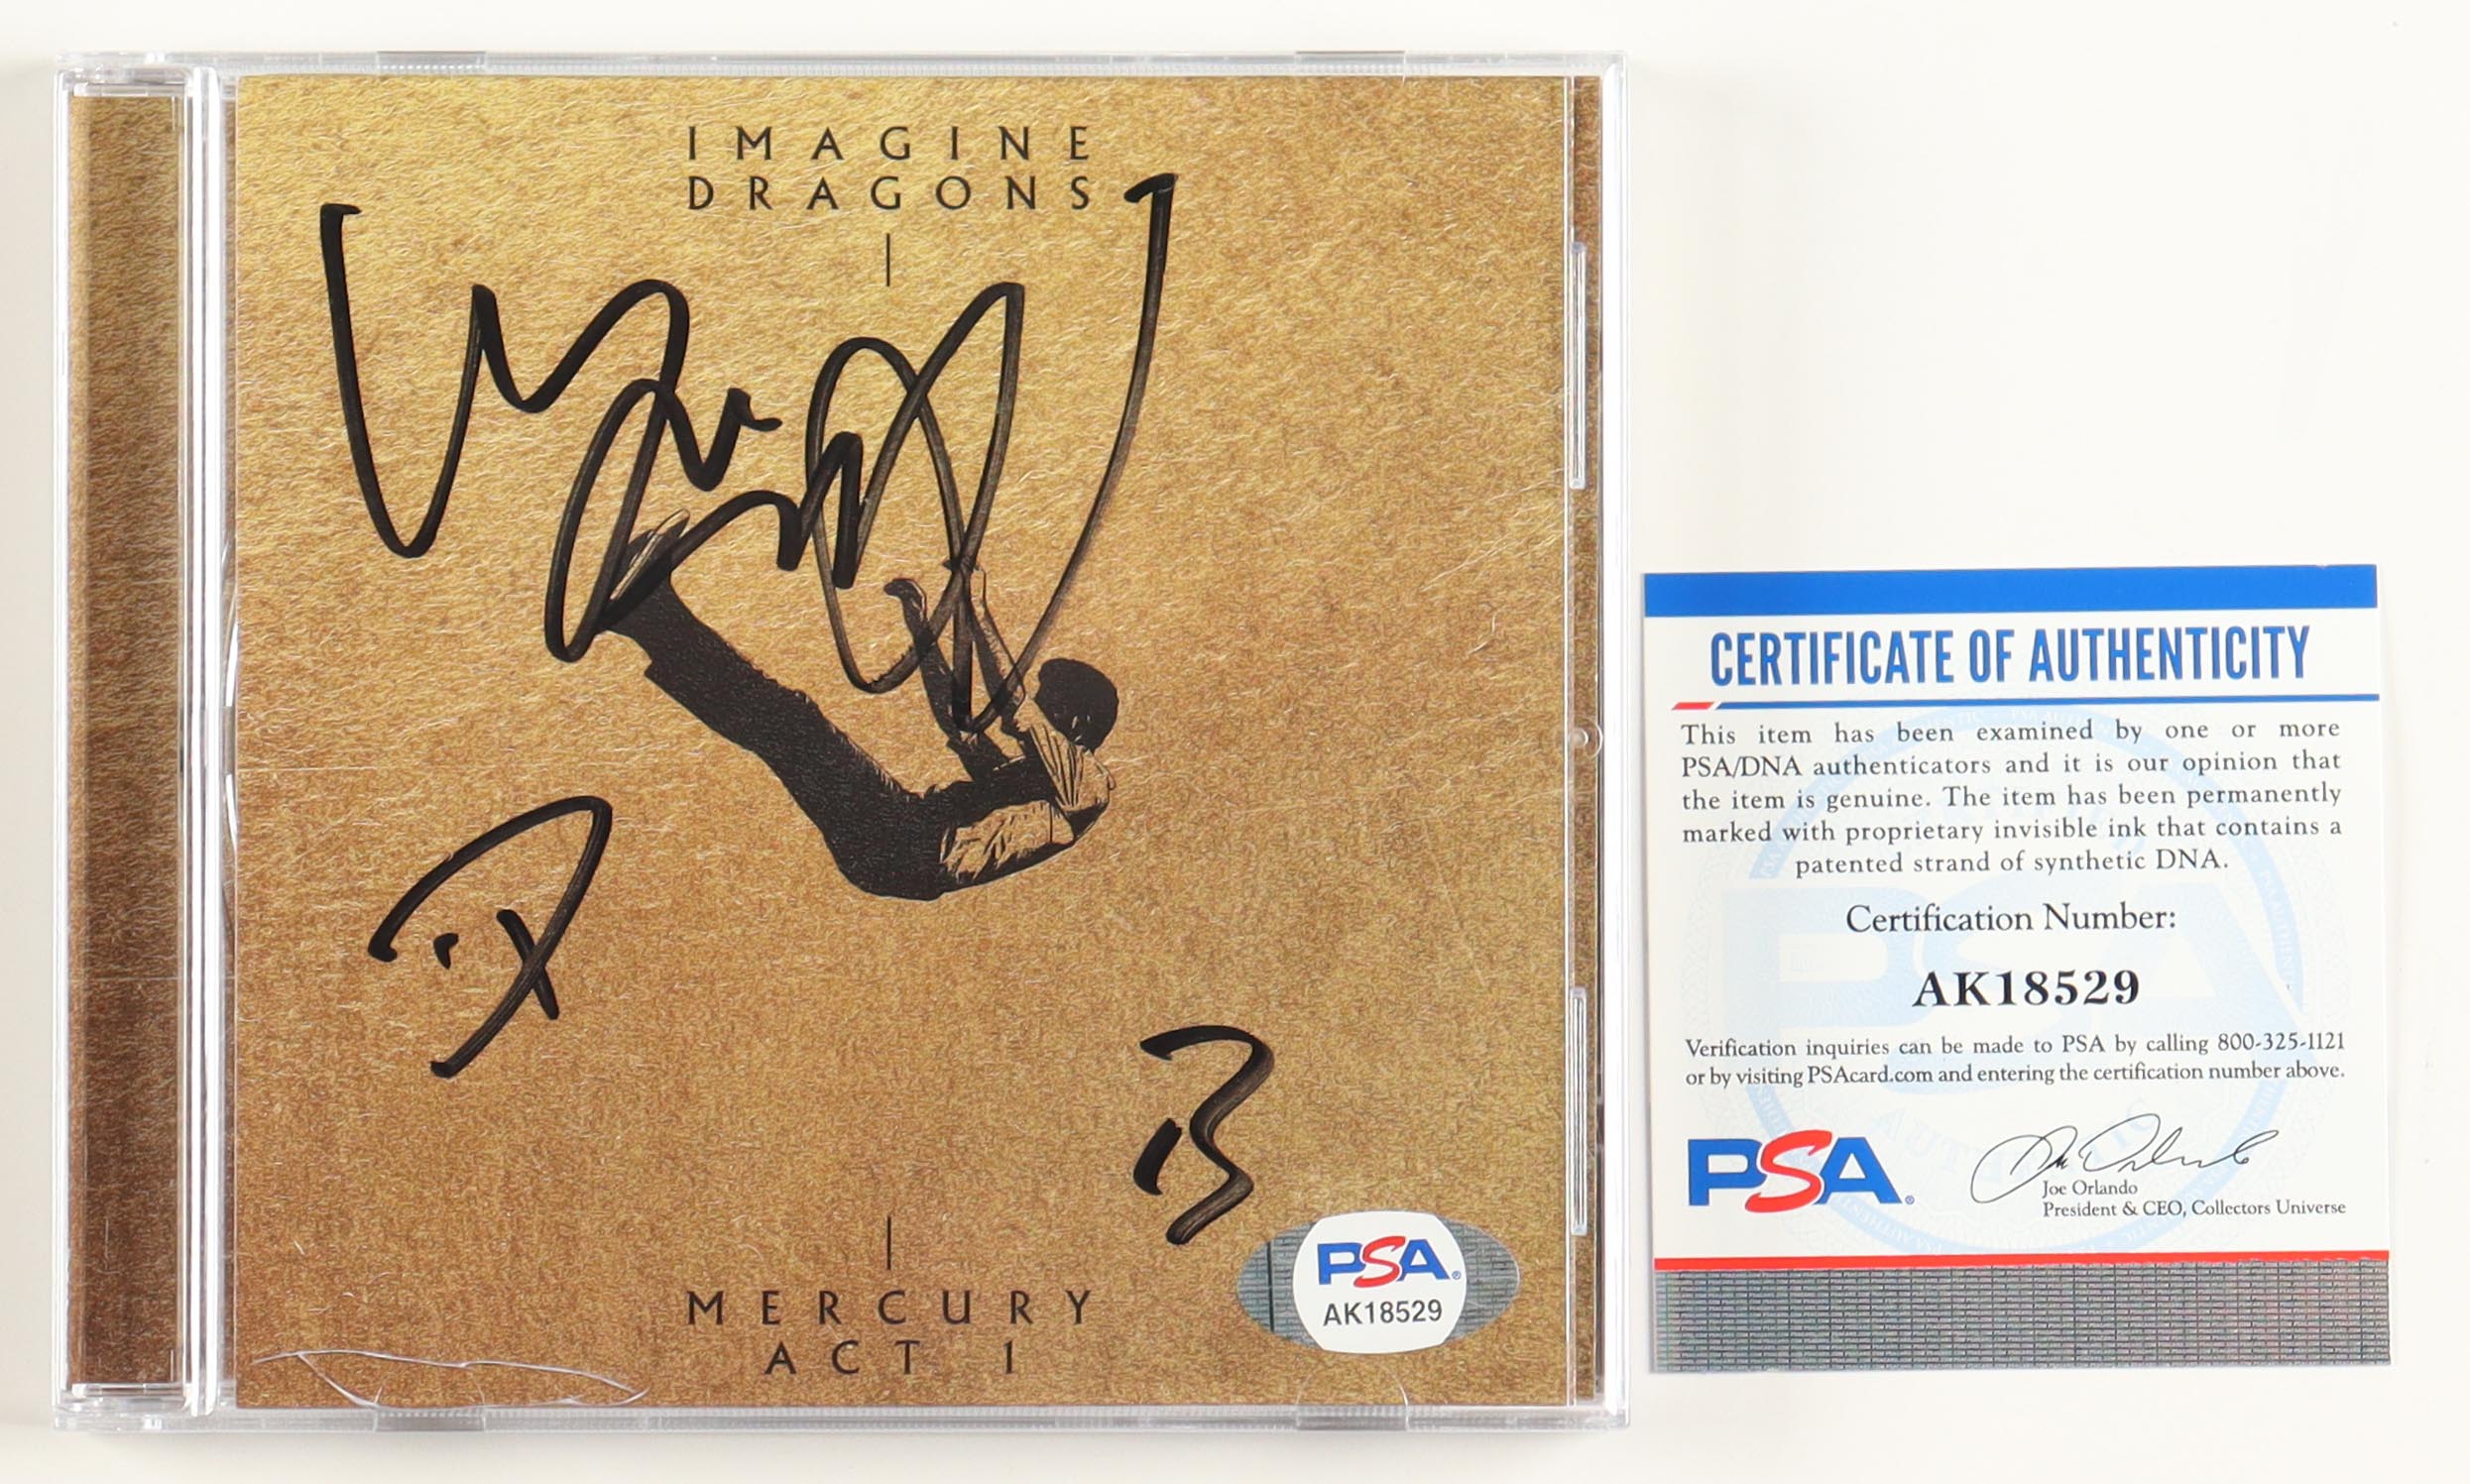 IMAGINE
DRAGONS
MERCURY
ACT 1
PSA
AK18529
CERTIFICATE OF AUTHENTICITY
This item has been examined by one or more
PSA/DNA authenticators and it is our opinion that
the item is genuine. The item has been permanently
marked with proprietary invisible ink that contains a
patented strand of synthetic DNA.
Certification Number:
AK18529
Verification inquiries can be made to PSA by calling 800-325-1121
or by visiting PSAcard.com and entering the certification number above.
PSA
Joe Orlando
President & CEO, Collectors Universe